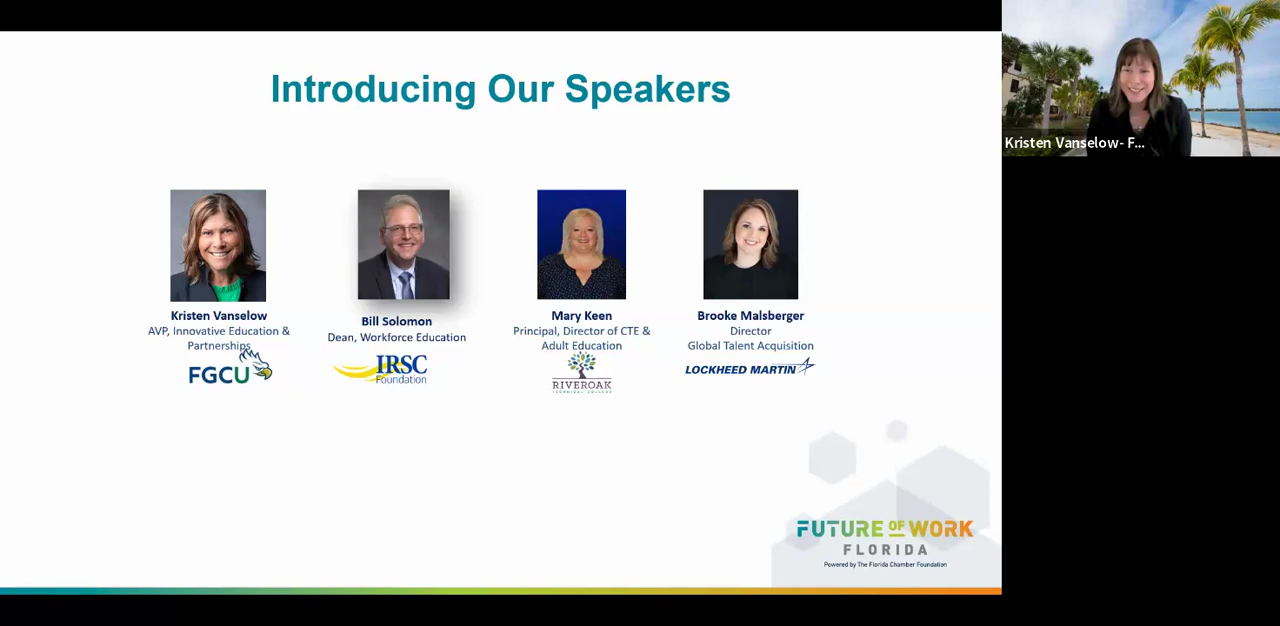 Introducing Our Speakers
Kristen Vanselow- F...
Kristen Vanselow
AVP, Innovative Education &
Partnerships
FGCU
Bill Solomon
Dean, Workforce Education
IRSC
Foundation
Mary Keen
Principal, Director of CTE &
Adult Education
RIVEROAK
TECHNICAL COLLEGE
Brooke Malsberger
Director
Global Talent Acquisition
LOCKHEED MARTIN
FUTURE OF WORK
FLORIDA
Powered by The Florida Chamber Foundation